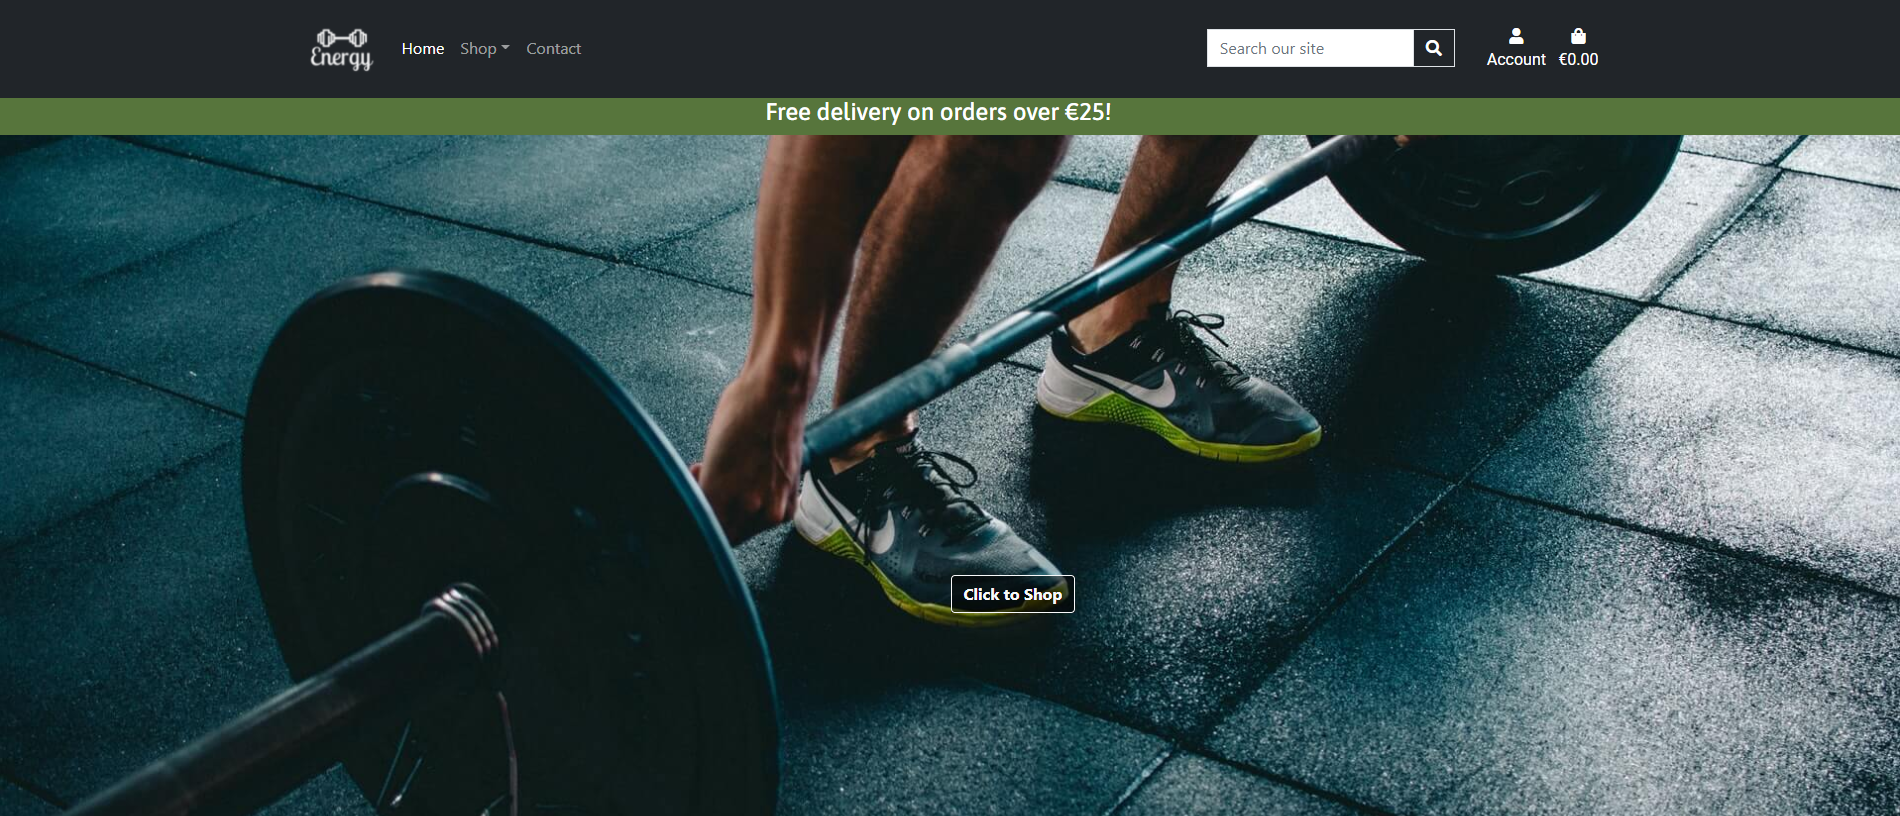 Energy
Home Shop Contact
Search our site
Account €0.00
Free delivery on orders over €25!
Click to Shop